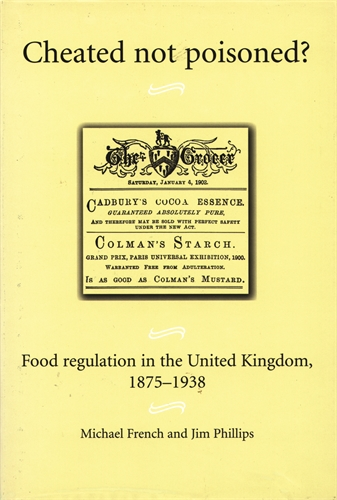 Cheated not poisoned?
The Grocer
SATURDAY, JANUARY 4, 1902.
CADBURY'S COCOA ESSENCE.
GUARANTEED ABSOLUTELY PURE,
AND THEREFORE MAY BE SOLD WITH PERFECT SAFETY
UNDER THE NEW ACT.
COLMAN'S STARCH.
GRAND PRIX, PARIS UNIVERSAL EXHIBITION, 1900.
WARRANTED FREE FROM ADULTERATION.
IS AS GOOD AS COLMAN'S MUSTARD.
Food regulation in the United Kingdom,
1875–1938
Michael French and Jim Phillips